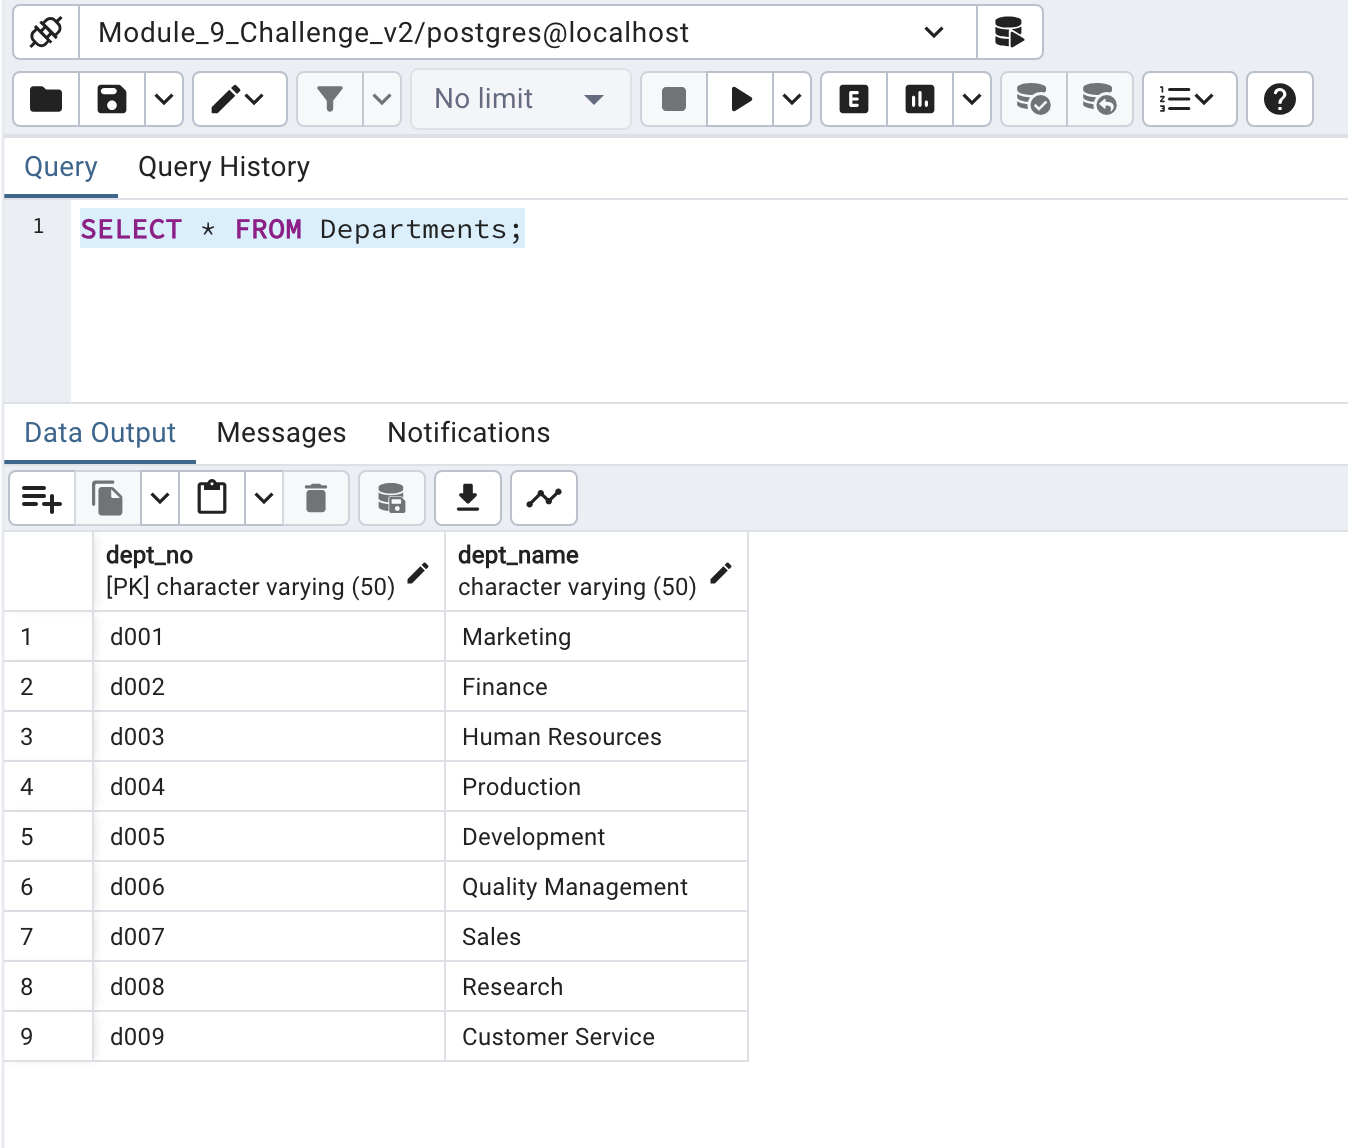 Module_9_Challenge_v2/postgres@localhost
No limit
E
Query Query History
1 SELECT * FROM Departments;
Data Output Messages Notifications
dept_no dept_name
[PK] character varying (50) character varying (50)
1 d001 Marketing
2 d002 Finance
3 d003 Human Resources
4 d004 Production
5 d005 Development
6 d006 Quality Management
7 d007 Sales
8 d008 Research
9 d009 Customer Service